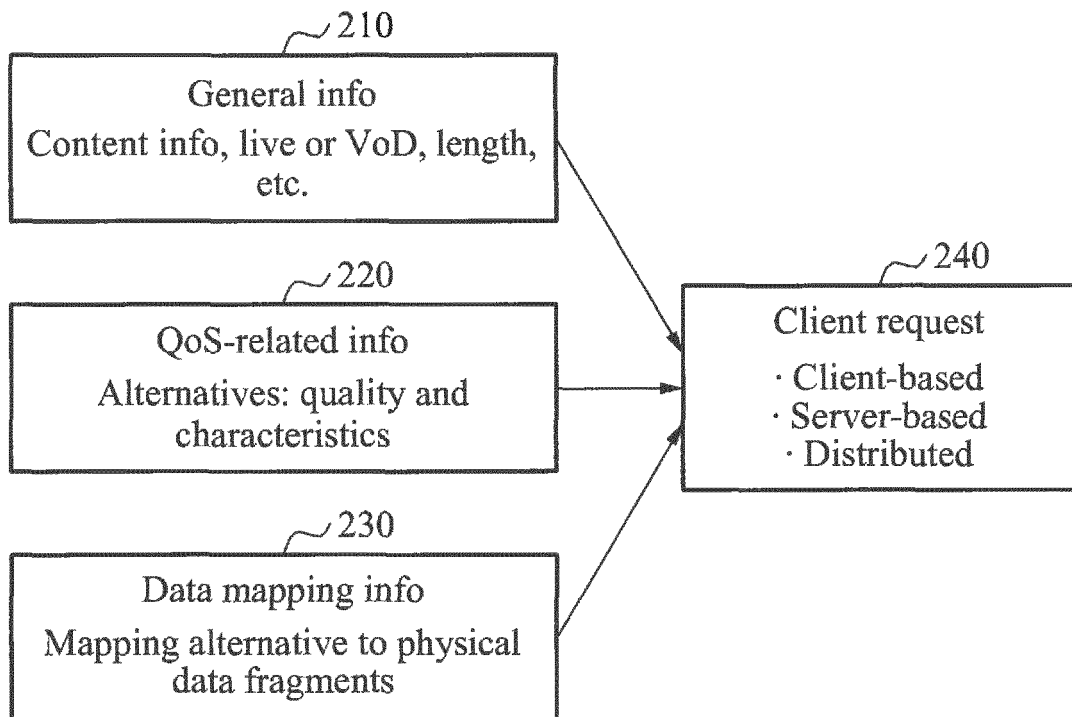 210
General info
Content info, live or VoD, length,
etc.
220
QoS-related info
Alternatives: quality and
characteristics
230
Data mapping info
Mapping alternative to physical
data fragments
240
Client request
· Client-based
· Server-based
· Distributed